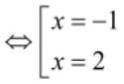 ⇔ [ x = −1
x = 2